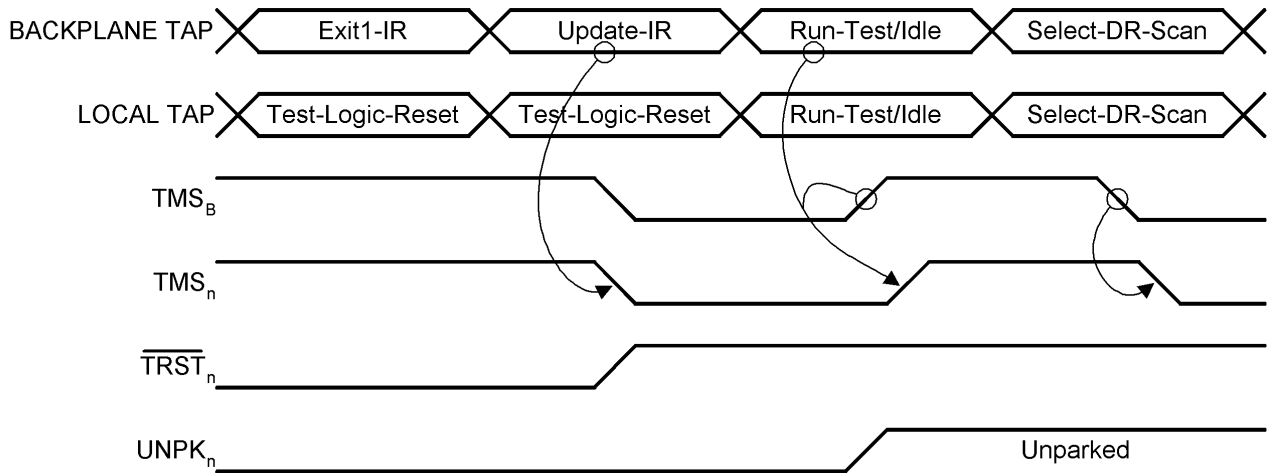 BACKPLANE TAP Exit1-IR Update-IR Run-Test/Idle Select-DR-Scan
LOCAL TAP Test-Logic-Reset Test-Logic-Reset Run-Test/Idle Select-DR-Scan
TMSB
TMSn
TRSTn
UNPKn Unparked